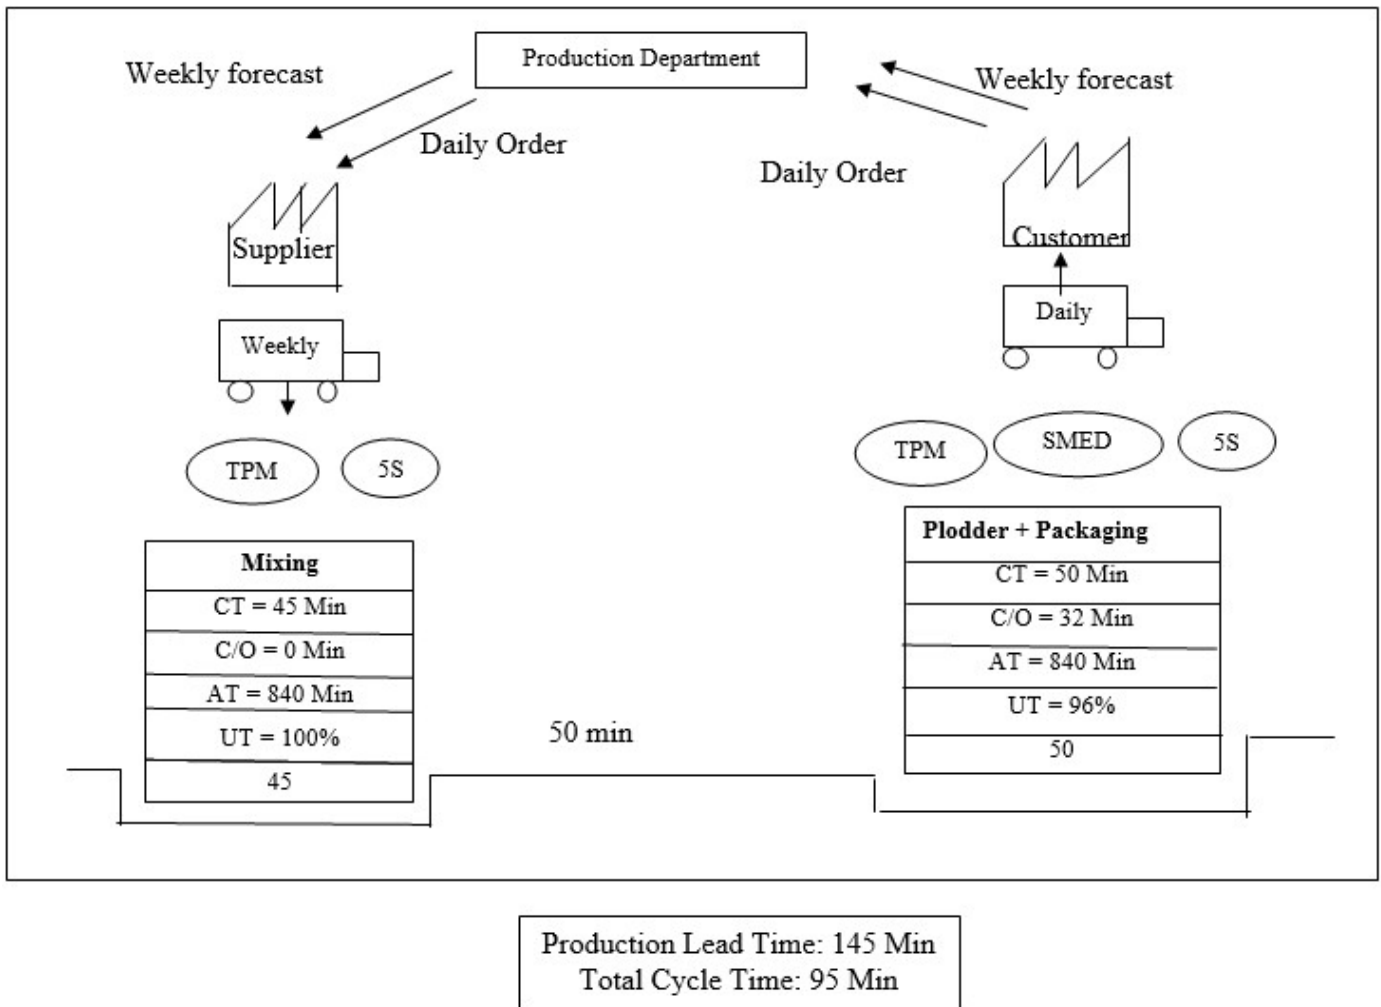 Production Department
Weekly forecast
Weekly forecast
Daily Order
Daily Order
Supplier
Customer
Weekly
Daily
TPM
5S
TPM
SMED
5S
Mixing
CT = 45 Min
C/O = 0 Min
AT = 840 Min
UT = 100%
45
50 min
Plodder + Packaging
CT = 50 Min
C/O = 32 Min
AT = 840 Min
UT = 96%
50
Production Lead Time: 145 Min
Total Cycle Time: 95 Min